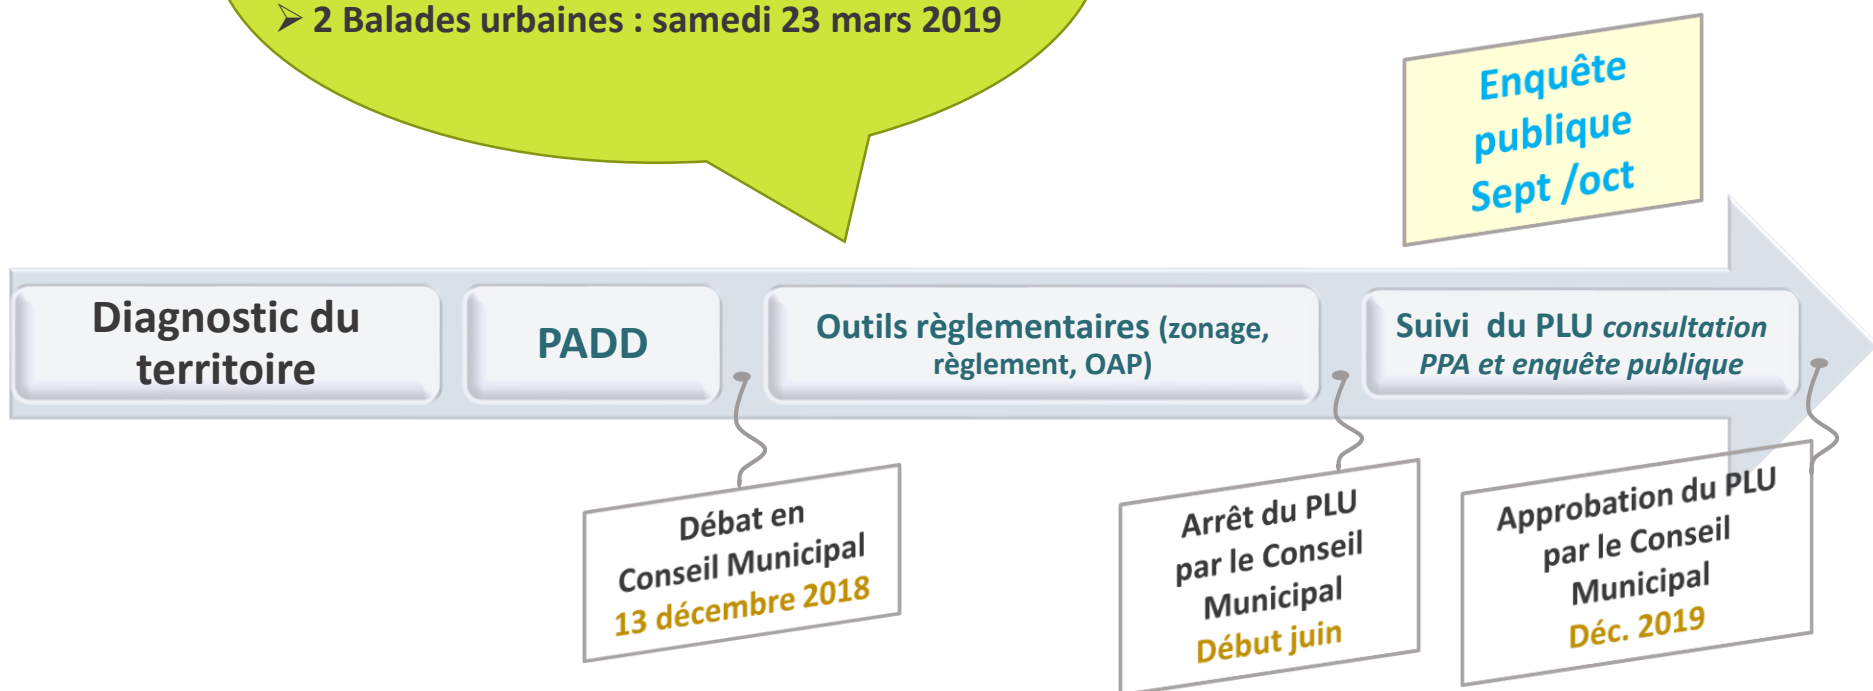 ➢ 2 Balades urbaines : samedi 23 mars 2019
Enquête
publique
Sept /oct
Diagnostic du
territoire
PADD
Outils règlementaires (zonage,
règlement, OAP)
Suivi du PLU consultation
PPA et enquête publique
Débat en
Conseil Municipal
13 décembre 2018
Arrêt du PLU
par le Conseil
Municipal
Début juin
Approbation du PLU
par le Conseil
Municipal
Déc. 2019